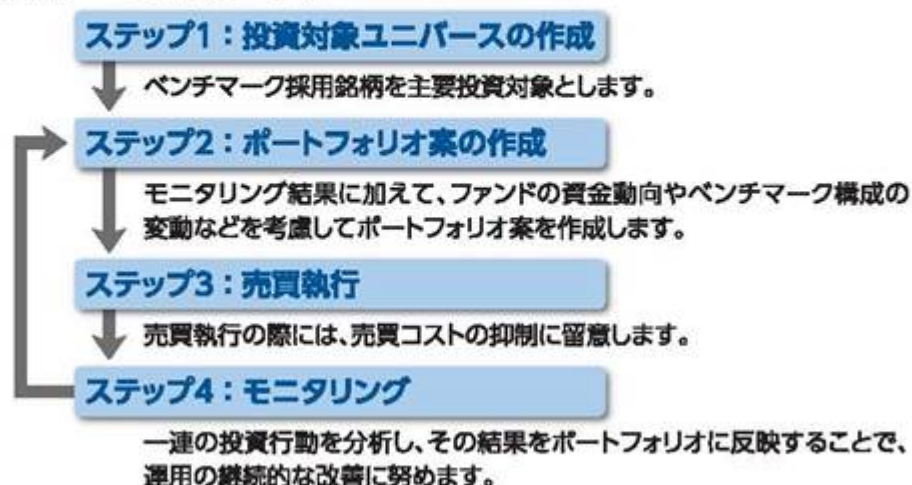 ステップ1：投資対象ユニバースの作成
ベンチマーク採用銘柄を主要投資対象とします。
ステップ2：ポートフォリオ案の作成
モニタリング結果に加えて、ファンドの資金動向やベンチマーク構成の
変動などを考慮してポートフォリオ案を作成します。
ステップ3：売買執行
売買執行の際には、売買コストの抑制に留意します。
ステップ4：モニタリング
一連の投資行動を分析し、その結果をポートフォリオに反映することで、
運用の継続的な改善に努めます。